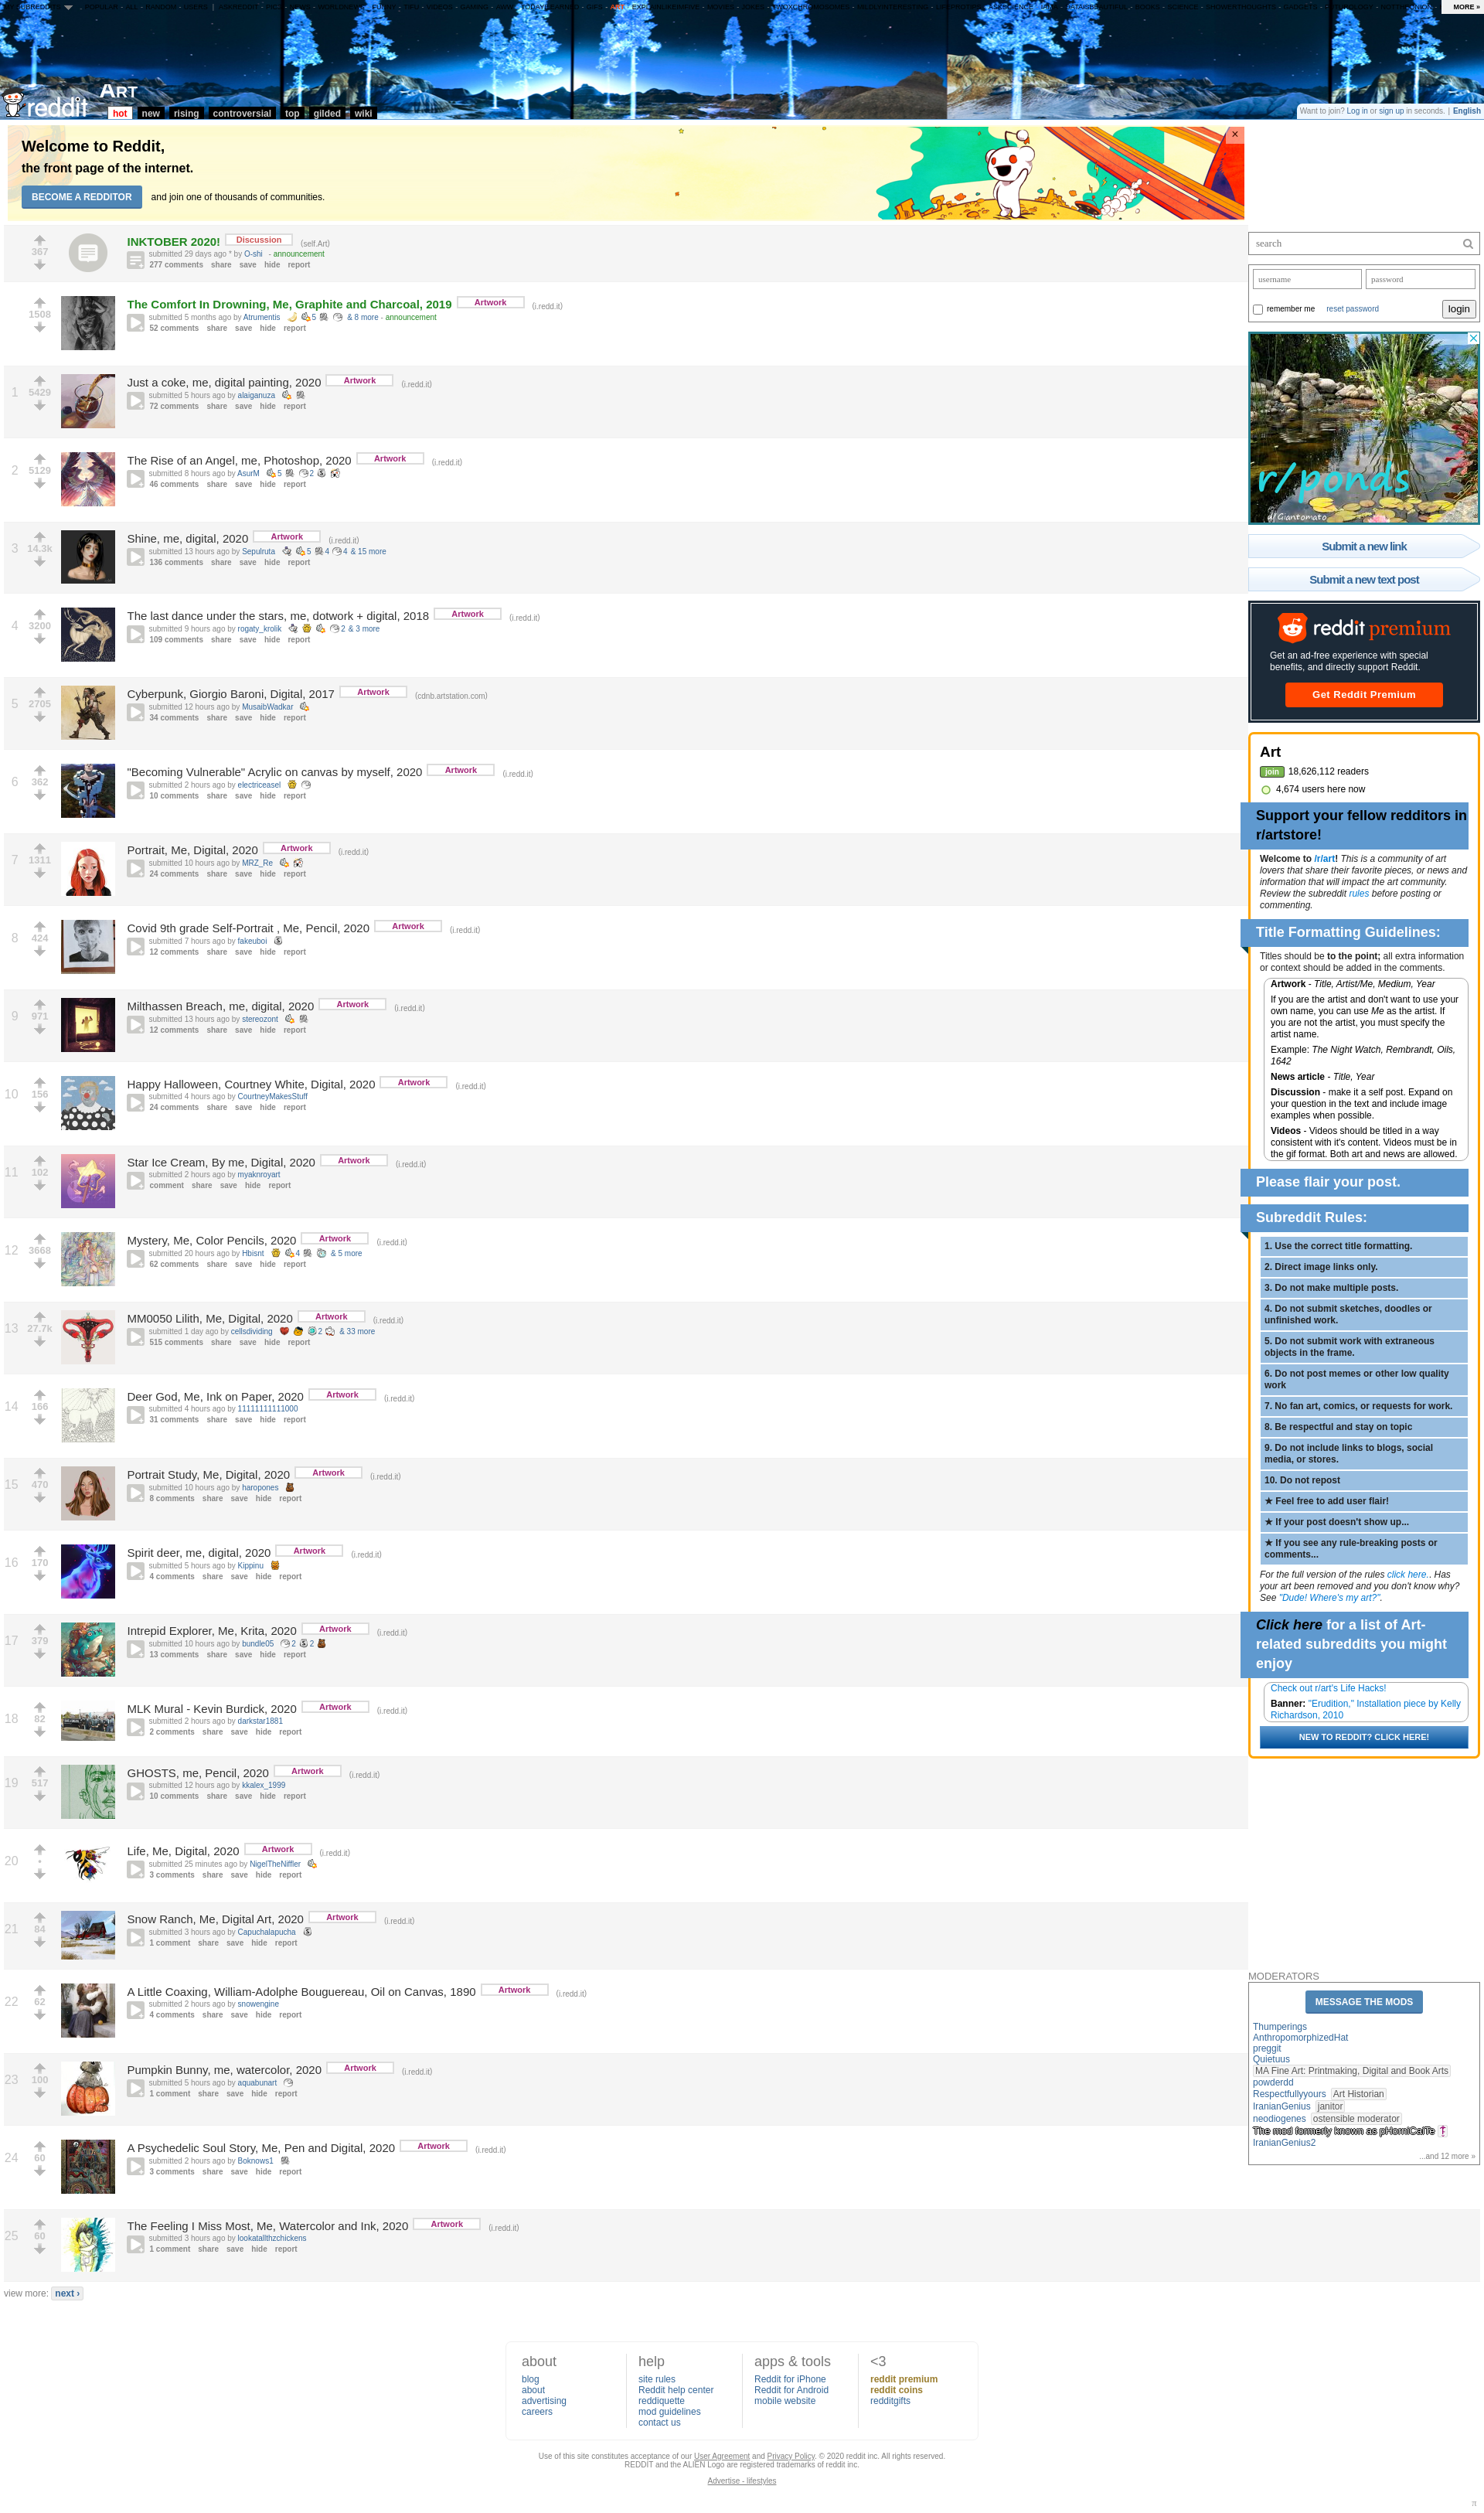 MORE »
reddit
ART
hot new rising controversial top gilded wiki
Want to join? Log in or sign up in seconds. | English
Welcome to Reddit,
the front page of the internet.
BECOME A REDDITOR and join one of thousands of communities.
×
367
INKTOBER 2020! Discussion (self.Art)
submitted 29 days ago * by O-shi - announcement
277 comments share save hide report
1508
The Comfort In Drowning, Me, Graphite and Charcoal, 2019 Artwork (i.redd.it)
submitted 5 months ago by Atrumentis 5 & 8 more - announcement
52 comments share save hide report
1 5429
Just a coke, me, digital painting, 2020 Artwork (i.redd.it)
submitted 5 hours ago by alaiganuza
72 comments share save hide report
2 5129
The Rise of an Angel, me, Photoshop, 2020 Artwork (i.redd.it)
submitted 8 hours ago by AsurM 5 2
46 comments share save hide report
3 14.3k
Shine, me, digital, 2020 Artwork (i.redd.it)
submitted 13 hours ago by Sepulruta 5 4 4 & 15 more
136 comments share save hide report
4 3200
The last dance under the stars, me, dotwork + digital, 2018 Artwork (i.redd.it)
submitted 9 hours ago by rogaty_krolik 2 & 3 more
109 comments share save hide report
5 2705
Cyberpunk, Giorgio Baroni, Digital, 2017 Artwork (cdnb.artstation.com)
submitted 12 hours ago by MusaibWadkar
34 comments share save hide report
6 362
"Becoming Vulnerable" Acrylic on canvas by myself, 2020 Artwork (i.redd.it)
submitted 2 hours ago by electriceasel
10 comments share save hide report
7 1311
Portrait, Me, Digital, 2020 Artwork (i.redd.it)
submitted 10 hours ago by MRZ_Re
24 comments share save hide report
8 424
Covid 9th grade Self-Portrait , Me, Pencil, 2020 Artwork (i.redd.it)
submitted 7 hours ago by fakeuboi
12 comments share save hide report
9 971
Milthassen Breach, me, digital, 2020 Artwork (i.redd.it)
submitted 13 hours ago by stereozont
12 comments share save hide report
10 156
Happy Halloween, Courtney White, Digital, 2020 Artwork (i.redd.it)
submitted 4 hours ago by CourtneyMakesStuff
24 comments share save hide report
11 102
Star Ice Cream, By me, Digital, 2020 Artwork (i.redd.it)
submitted 2 hours ago by myaknroyart
comment share save hide report
12 3668
Mystery, Me, Color Pencils, 2020 Artwork (i.redd.it)
submitted 20 hours ago by Hbisnt 4 & 5 more
62 comments share save hide report
13 27.7k
MM0050 Lilith, Me, Digital, 2020 Artwork (i.redd.it)
submitted 1 day ago by cellsdividing 2 & 33 more
515 comments share save hide report
14 166
Deer God, Me, Ink on Paper, 2020 Artwork (i.redd.it)
submitted 4 hours ago by 11111111111000
31 comments share save hide report
15 470
Portrait Study, Me, Digital, 2020 Artwork (i.redd.it)
submitted 10 hours ago by haropones
8 comments share save hide report
16 170
Spirit deer, me, digital, 2020 Artwork (i.redd.it)
submitted 5 hours ago by Kippinu
4 comments share save hide report
17 379
Intrepid Explorer, Me, Krita, 2020 Artwork (i.redd.it)
submitted 10 hours ago by bundle05 2 2
13 comments share save hide report
18 82
MLK Mural - Kevin Burdick, 2020 Artwork (i.redd.it)
submitted 2 hours ago by darkstar1881
2 comments share save hide report
19 517
GHOSTS, me, Pencil, 2020 Artwork (i.redd.it)
submitted 12 hours ago by kkalex_1999
10 comments share save hide report
20 •
Life, Me, Digital, 2020 Artwork (i.redd.it)
submitted 25 minutes ago by NigelTheNiffler
3 comments share save hide report
21 84
Snow Ranch, Me, Digital Art, 2020 Artwork (i.redd.it)
submitted 3 hours ago by Capuchalapucha
1 comment share save hide report
22 62
A Little Coaxing, William-Adolphe Bouguereau, Oil on Canvas, 1890 Artwork (i.redd.it)
submitted 2 hours ago by snowengine
4 comments share save hide report
23 100
Pumpkin Bunny, me, watercolor, 2020 Artwork (i.redd.it)
submitted 5 hours ago by aquabunart
1 comment share save hide report
24 60
A Psychedelic Soul Story, Me, Pen and Digital, 2020 Artwork (i.redd.it)
submitted 2 hours ago by Boknows1
3 comments share save hide report
25 60
The Feeling I Miss Most, Me, Watercolor and Ink, 2020 Artwork (i.redd.it)
submitted 3 hours ago by lookatallthzchickens
1 comment share save hide report
view more: next ›
search
username password
remember me reset password login
r/ponds
u/Giantomato
Submit a new link
Submit a new text post
reddit premium
Get an ad-free experience with special
benefits, and directly support Reddit.
Get Reddit Premium
Art
join 18,626,112 readers
4,674 users here now
Support your fellow redditors in
r/artstore!
Welcome to /r/art! This is a community of art
lovers that share their favorite pieces, or news and
information that will impact the art community.
Review the subreddit rules before posting or
commenting.
Title Formatting Guidelines:
Titles should be to the point; all extra information
or context should be added in the comments.
Artwork - Title, Artist/Me, Medium, Year
If you are the artist and don't want to use your
own name, you can use Me as the artist. If
you are not the artist, you must specify the
artist name.
Example: The Night Watch, Rembrandt, Oils,
1642
News article - Title, Year
Discussion - make it a self post. Expand on
your question in the text and include image
examples when possible.
Videos - Videos should be titled in a way
consistent with it's content. Videos must be in
the gif format. Both art and news are allowed.
Please flair your post.
Subreddit Rules:
1. Use the correct title formatting.
2. Direct image links only.
3. Do not make multiple posts.
4. Do not submit sketches, doodles or
unfinished work.
5. Do not submit work with extraneous
objects in the frame.
6. Do not post memes or other low quality
work
7. No fan art, comics, or requests for work.
8. Be respectful and stay on topic
9. Do not include links to blogs, social
media, or stores.
10. Do not repost
★ Feel free to add user flair!
★ If your post doesn't show up...
★ If you see any rule-breaking posts or
comments...
For the full version of the rules click here.. Has
your art been removed and you don't know why?
See "Dude! Where's my art?".
Click here for a list of Art-
related subreddits you might
enjoy
Check out r/art's Life Hacks!
Banner: "Erudition," Installation piece by Kelly
Richardson, 2010
NEW TO REDDIT? CLICK HERE!
MODERATORS
MESSAGE THE MODS
Thumperings
AnthropomorphizedHat
preggit
Quietuus
MA Fine Art: Printmaking, Digital and Book Arts
powderdd
Respectfullyyours Art Historian
IranianGenius janitor
neodiogenes ostensible moderator
The mod formerly known as pHorniCaiTe
IranianGenius2
...and 12 more »
about
blog
about
advertising
careers
help
site rules
Reddit help center
reddiquette
mod guidelines
contact us
apps & tools
Reddit for iPhone
Reddit for Android
mobile website
<3
reddit premium
reddit coins
redditgifts
Use of this site constitutes acceptance of our User Agreement and Privacy Policy. © 2020 reddit inc. All rights reserved.
REDDIT and the ALIEN Logo are registered trademarks of reddit inc.
Advertise - lifestyles